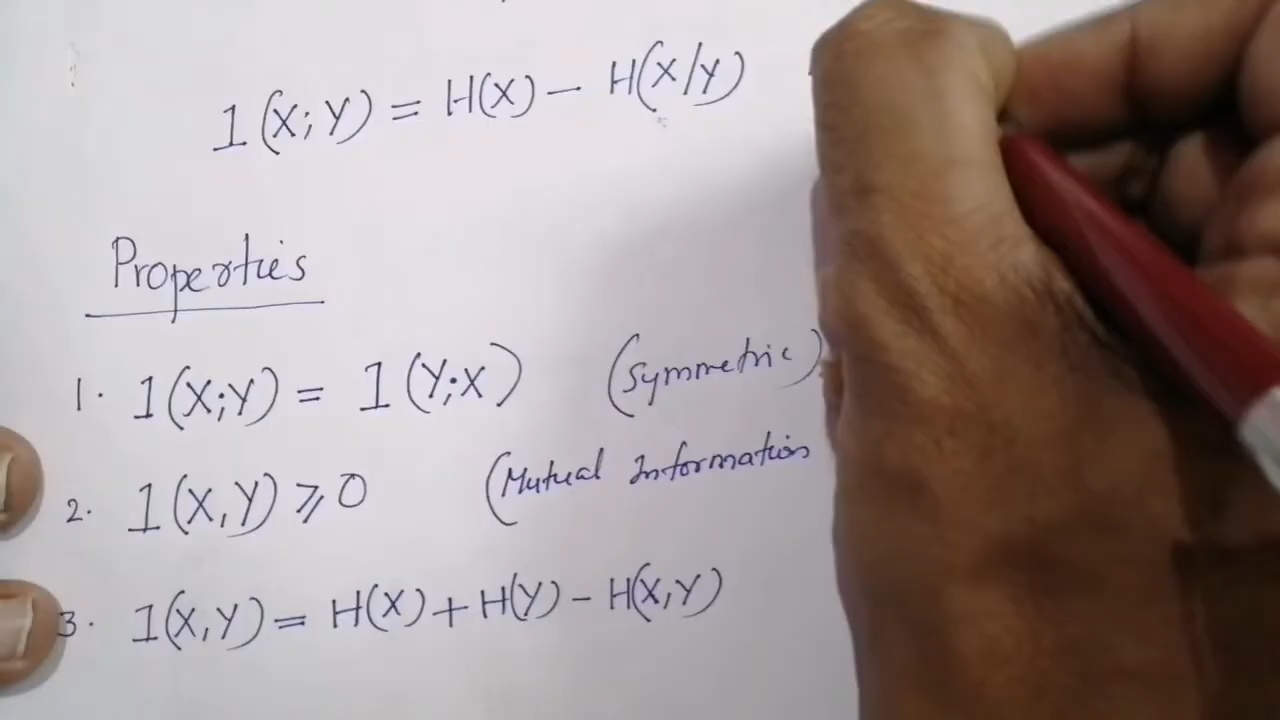 I(X;Y) = H(X) - H(X/Y)
Properties
1. I(X;Y) = I(Y;X) (Symmetric)
2. I(X,Y) ≥ 0 (Mutual Information
3. I(X,Y) = H(X) + H(Y) - H(X,Y)